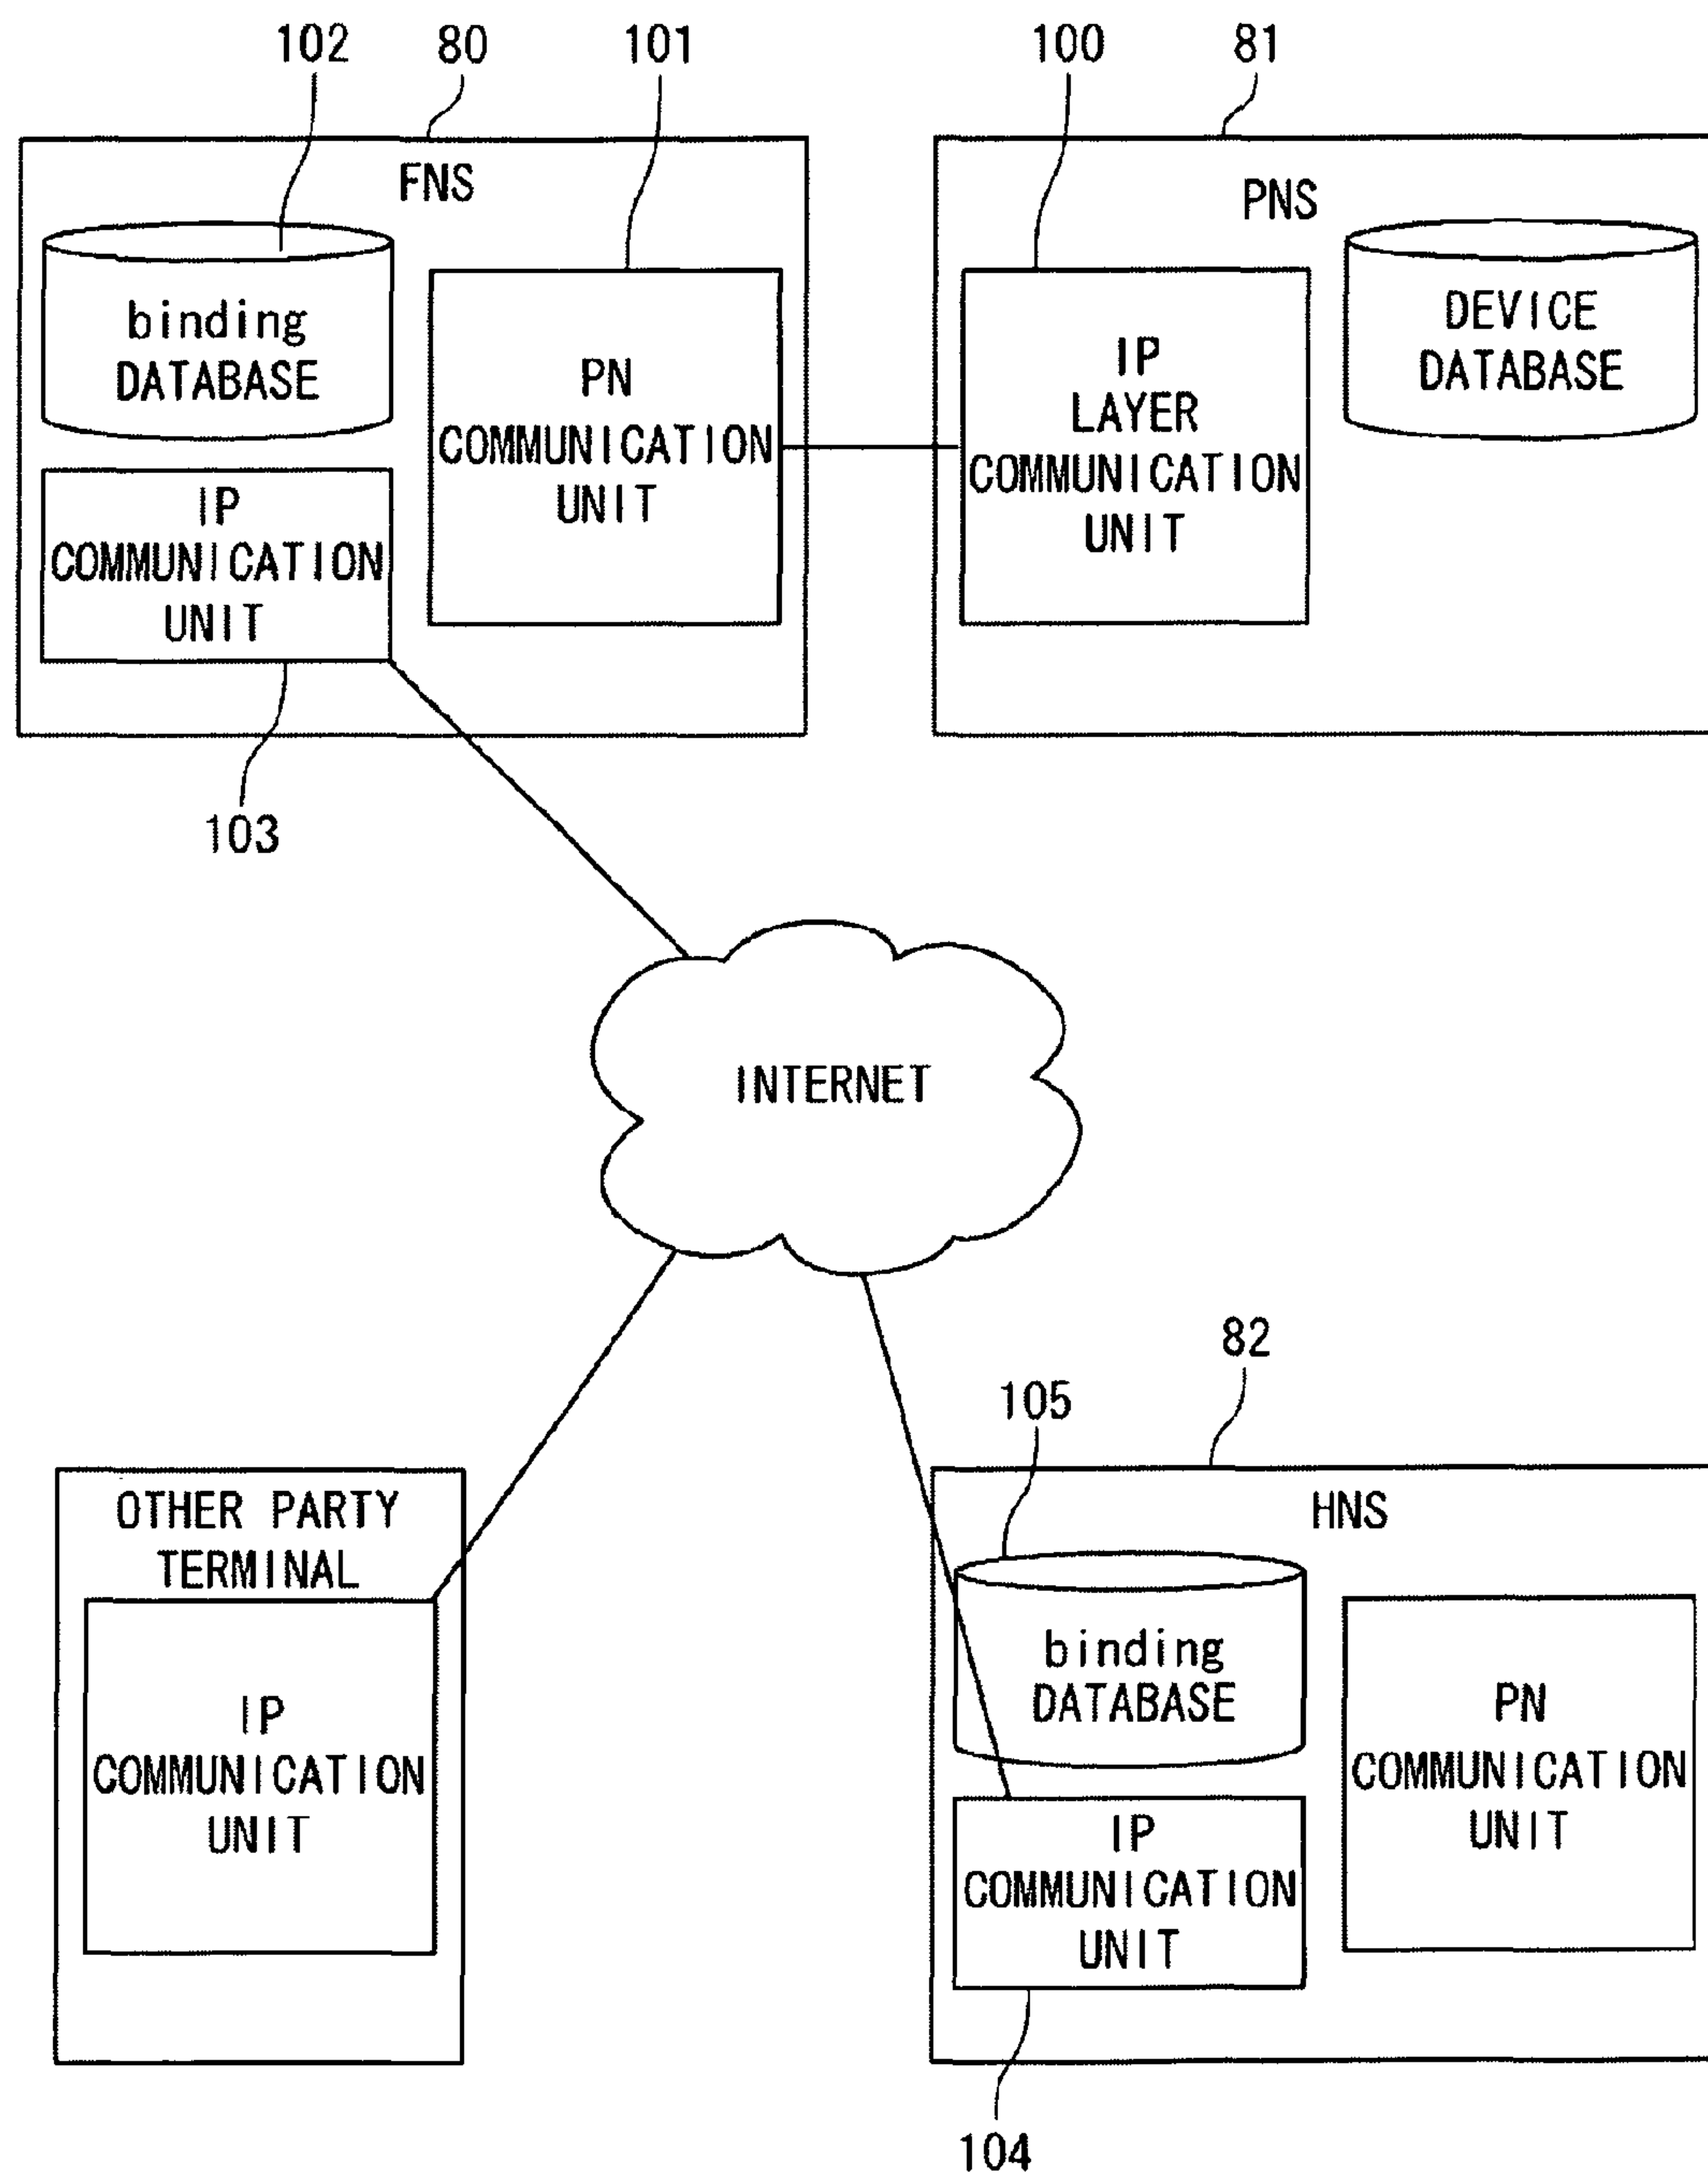 102
80
101
100
81
FNS
PNS
binding
DATABASE
PN
COMMUNICATION
UNIT
IP
LAYER
COMMUNICATION
UNIT
DEVICE
DATABASE
IP
COMMUNICATION
UNIT
103
INTERNET
82
105
OTHER PARTY
TERMINAL
IP
COMMUNICATION
UNIT
HNS
binding
DATABASE
PN
COMMUNICATION
UNIT
IP
COMMUNICATION
UNIT
104